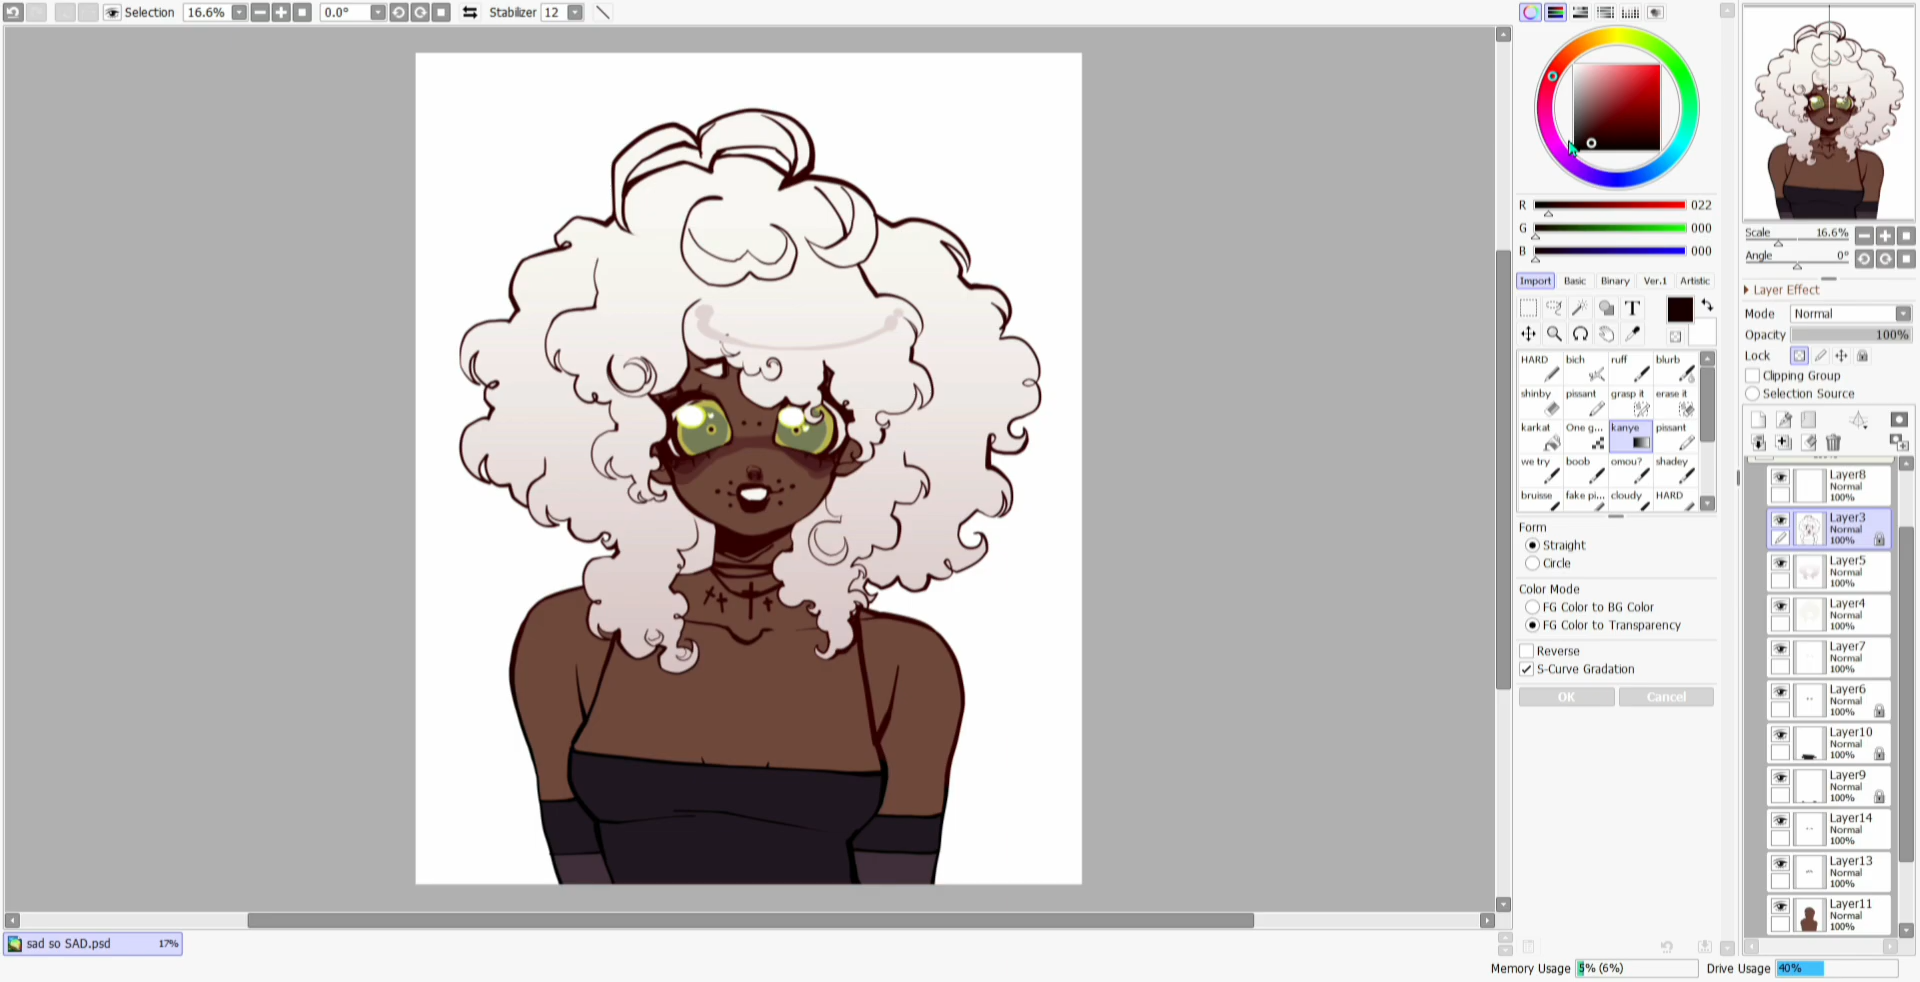 Selection 16.6% 0.0° Stabilizer 12
R 022
G 000
B 000
Import Basic Binary Ver.1 Artistic
T
HARD bich ruff blurb
shinby pissant grasp it erase it
karkat One g... kanye pissant
we try boob omou? shadey
bruisse fake pi... cloudy HARD
Form
Straight
Circle
Color Mode
FG Color to BG Color
FG Color to Transparency
Reverse
S-Curve Gradation
OK Cancel
Scale 16.6%
Angle 0°
Layer Effect
Mode Normal
Opacity 100%
Lock
Clipping Group
Selection Source
Layer8
Normal
100%
Layer3
Normal
100%
Layer5
Normal
100%
Layer4
Normal
100%
Layer7
Normal
100%
Layer6
Normal
100%
Layer10
Normal
100%
Layer9
Normal
100%
Layer14
Normal
100%
Layer13
Normal
100%
Layer11
Normal
100%
sad so SAD.psd 17%
Memory Usage 5% (6%) Drive Usage 40%